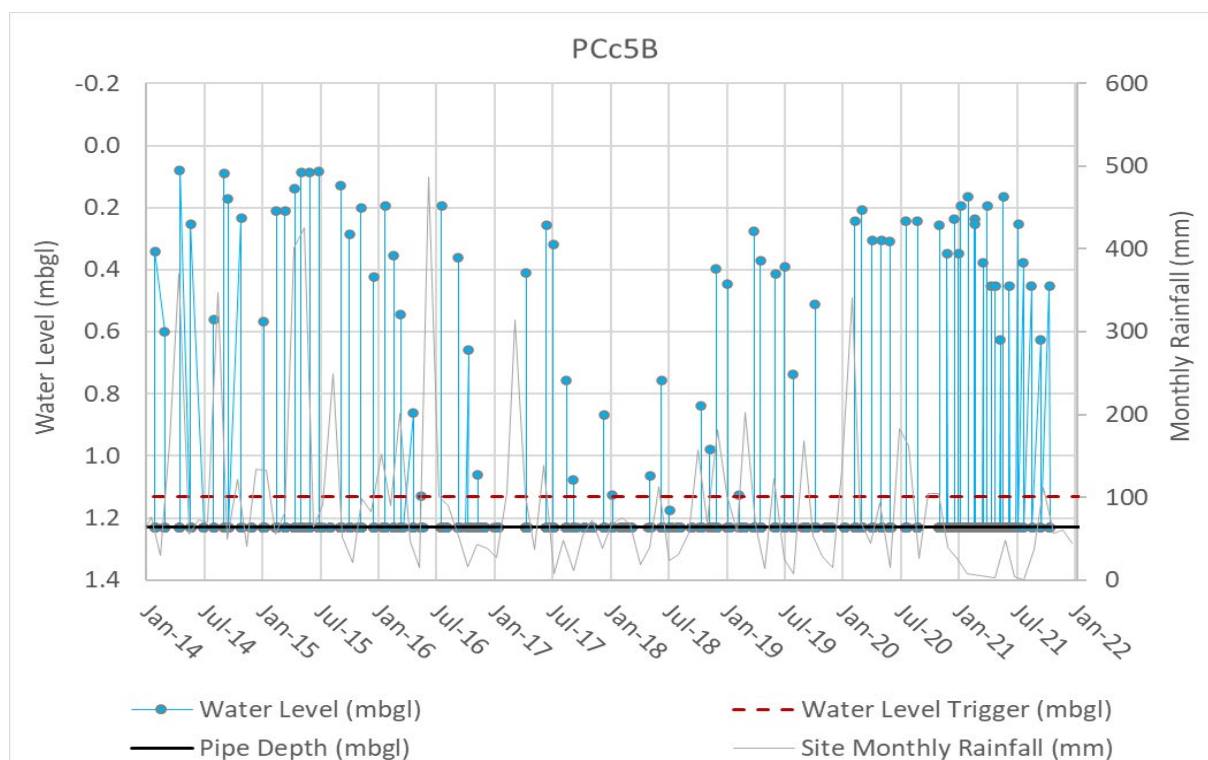 PCc5B
-0.2
0.0
0.2
0.4
0.6
0.8
1.0
1.2
1.4
Water Level (mbgl)
600
500
400
300
200
100
0
Monthly Rainfall (mm)
Jan-14
Jul-14
Jan-15
Jul-15
Jan-16
Jul-16
Jan-17
Jul-17
Jan-18
Jul-18
Jan-19
Jul-19
Jan-20
Jul-20
Jan-21
Jul-21
Jan-22
Water Level (mbgl)
Water Level Trigger (mbgl)
Pipe Depth (mbgl)
Site Monthly Rainfall (mm)